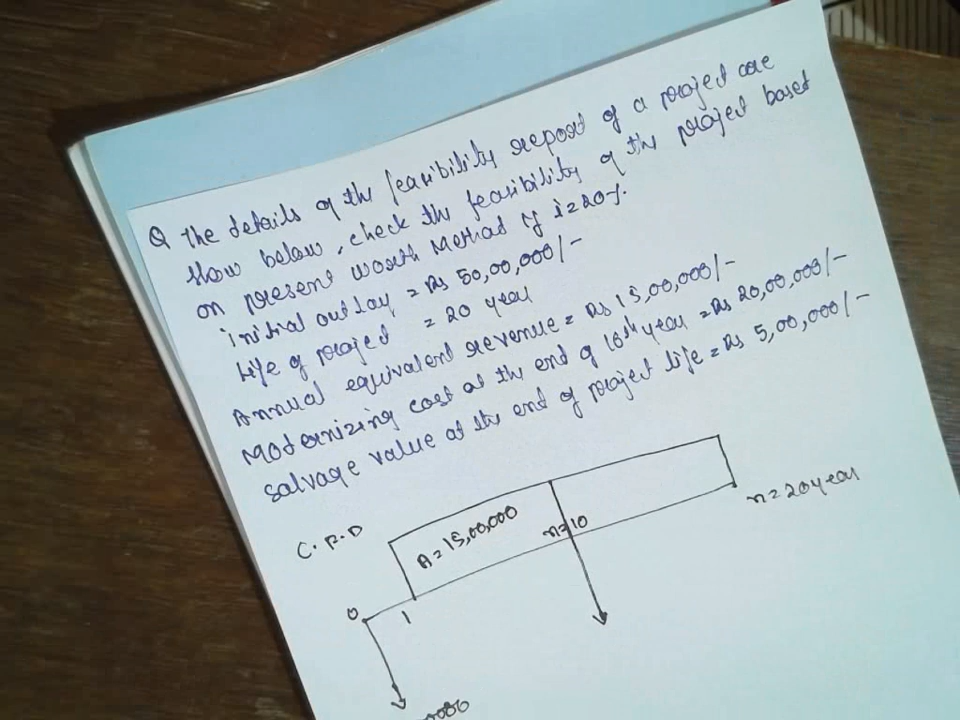 Q The details of the feasibility report of a project are
show below, check the feasibility of the project based
on present worth Method if i=20%.
initial outlay = Rs 50,00,000/-
Life of project = 20 year
Annual equivalent revenue = Rs 15,00,000/-
Modernizing cost at the end of 10th year = Rs 20,00,000/-
Salvage value at the end of project life = Rs 5,00,000/-
C.F.D
A = 15,00,000
n=10
n=20year
0
1